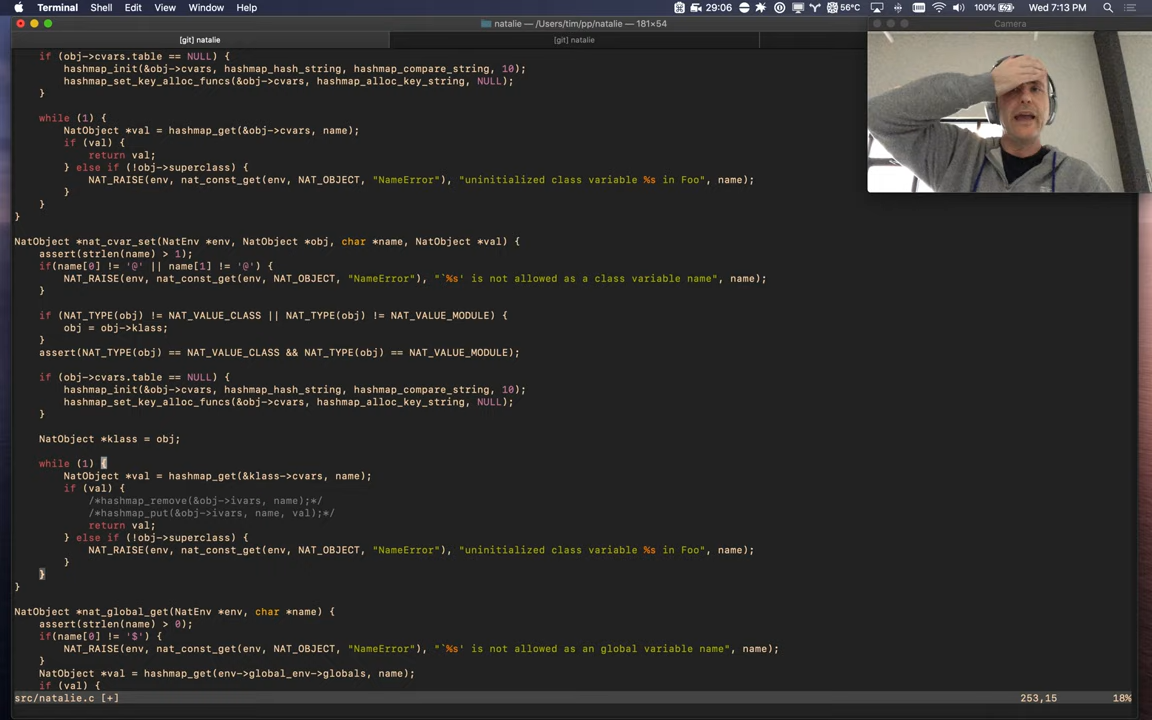 Terminal Shell Edit View Window Help 29:06 56°C 100% Wed 7:13 PM
natalie — /Users/tim/pp/natalie — 181×54
Camera
[git] natalie
[git] natalie
if (obj->cvars.table == NULL) {
hashmap_init(&obj->cvars, hashmap_hash_string, hashmap_compare_string, 10);
hashmap_set_key_alloc_funcs(&obj->cvars, hashmap_alloc_key_string, NULL);
}
while (1) {
NatObject *val = hashmap_get(&obj->cvars, name);
if (val) {
return val;
} else if (!obj->superclass) {
NAT_RAISE(env, nat_const_get(env, NAT_OBJECT, "NameError"), "uninitialized class variable %s in Foo", name);
}
}
}
NatObject *nat_cvar_set(NatEnv *env, NatObject *obj, char *name, NatObject *val) {
assert(strlen(name) > 1);
if(name[0] != '@' || name[1] != '@') {
NAT_RAISE(env, nat_const_get(env, NAT_OBJECT, "NameError"), "`%s' is not allowed as a class variable name", name);
}
if (NAT_TYPE(obj) != NAT_VALUE_CLASS || NAT_TYPE(obj) != NAT_VALUE_MODULE) {
obj = obj->klass;
}
assert(NAT_TYPE(obj) == NAT_VALUE_CLASS && NAT_TYPE(obj) == NAT_VALUE_MODULE);
if (obj->cvars.table == NULL) {
hashmap_init(&obj->cvars, hashmap_hash_string, hashmap_compare_string, 10);
hashmap_set_key_alloc_funcs(&obj->cvars, hashmap_alloc_key_string, NULL);
}
NatObject *klass = obj;
while (1) {
NatObject *val = hashmap_get(&klass->cvars, name);
if (val) {
/*hashmap_remove(&obj->ivars, name);*/
/*hashmap_put(&obj->ivars, name, val);*/
return val;
} else if (!obj->superclass) {
NAT_RAISE(env, nat_const_get(env, NAT_OBJECT, "NameError"), "uninitialized class variable %s in Foo", name);
}
}
}
NatObject *nat_global_get(NatEnv *env, char *name) {
assert(strlen(name) > 0);
if(name[0] != '$') {
NAT_RAISE(env, nat_const_get(env, NAT_OBJECT, "NameError"), "`%s' is not allowed as an global variable name", name);
}
NatObject *val = hashmap_get(env->global_env->globals, name);
if (val) {
src/natalie.c [+] 253,15 18%